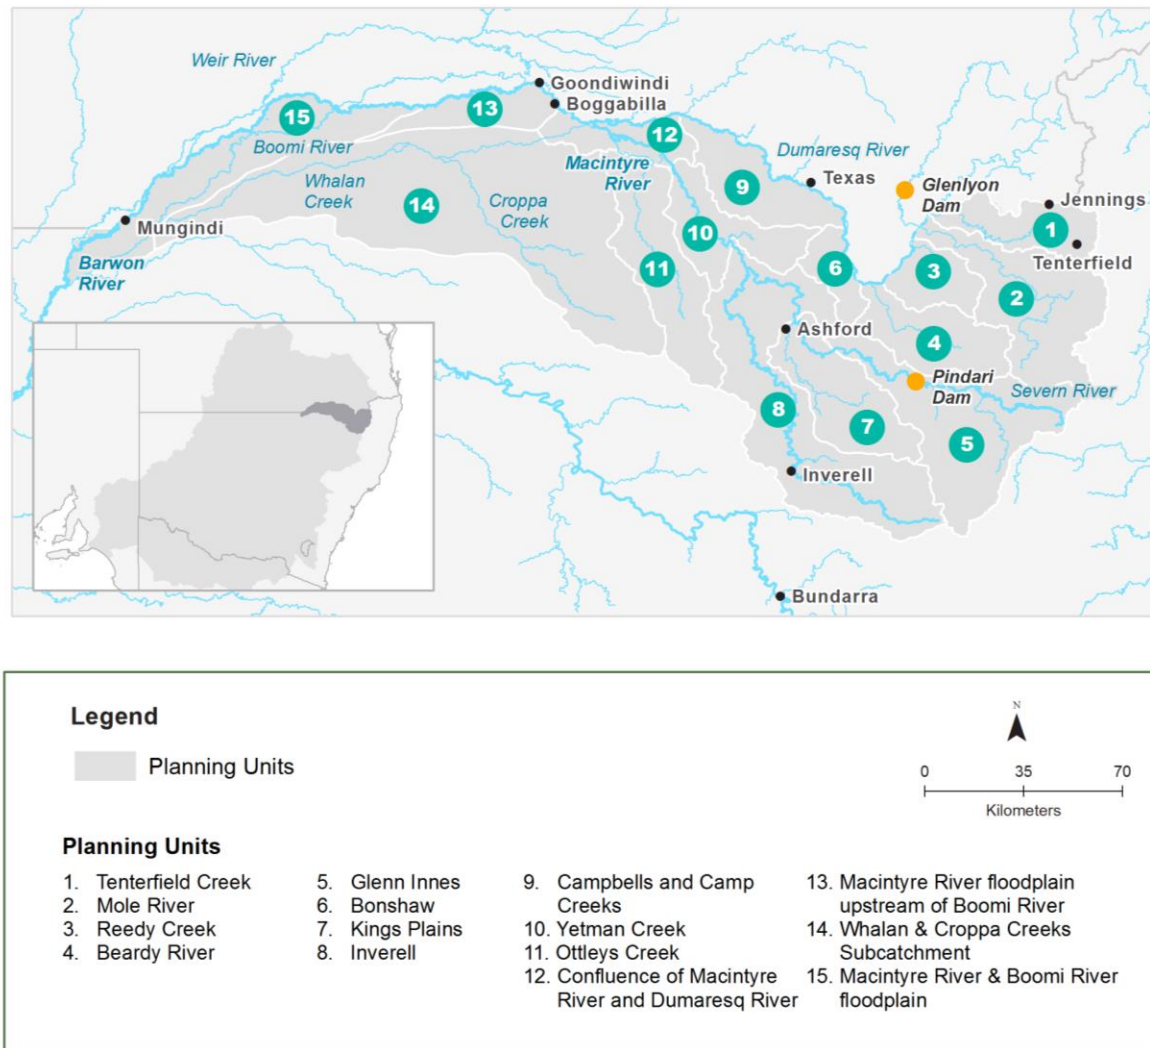 Weir River
Goondiwindi
Boggabilla
15
13
12
Boomi River
Macintyre
River
Dumaresq River
Texas
9
Glenlyon
Dam
Jennings
1
Tenterfield
Whalan
Creek
14
Croppa
Creek
Mungindi
10
11
6
3
2
Barwon
River
Ashford
4
Pindari
Dam
Severn River
8
7
5
Inverell
Bundarra
Legend
Planning Units
N
0 35 70
Kilometers
Planning Units
1. Tenterfield Creek
2. Mole River
3. Reedy Creek
4. Beardy River
5. Glenn Innes
6. Bonshaw
7. Kings Plains
8. Inverell
9. Campbells and Camp
Creeks
10. Yetman Creek
11. Ottleys Creek
12. Confluence of Macintyre
River and Dumaresq River
13. Macintyre River floodplain
upstream of Boomi River
14. Whalan & Croppa Creeks
Subcatchment
15. Macintyre River & Boomi River
floodplain